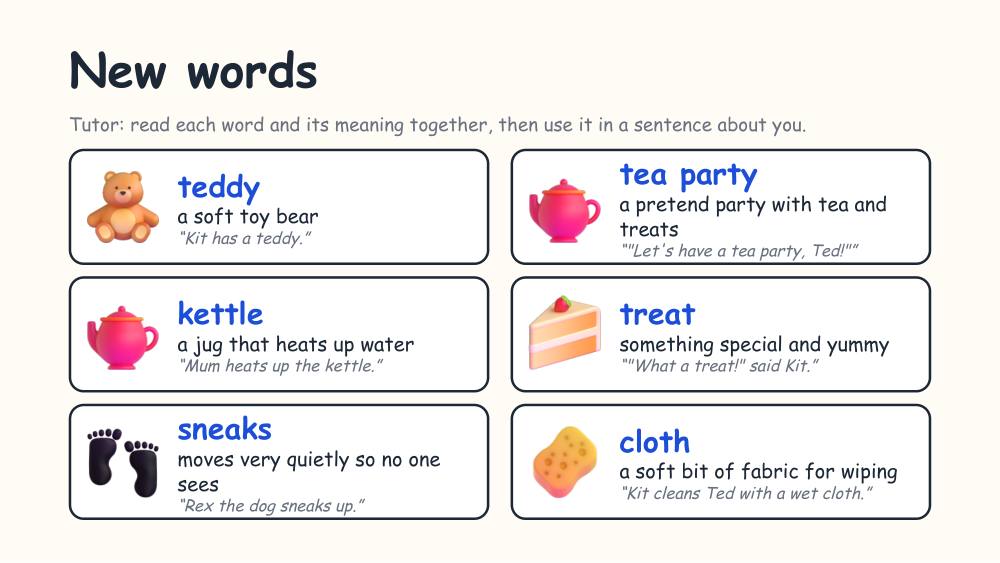 New words
Tutor: read each word and its meaning together, then use it in a sentence about you.
teddy
a soft toy bear
“Kit has a teddy.”
tea party
a pretend party with tea and
treats
“"Let's have a tea party, Ted!"”
kettle
a jug that heats up water
“Mum heats up the kettle.”
treat
something special and yummy
“"What a treat!" said Kit.”
sneaks
moves very quietly so no one
sees
“Rex the dog sneaks up.”
cloth
a soft bit of fabric for wiping
“Kit cleans Ted with a wet cloth.”